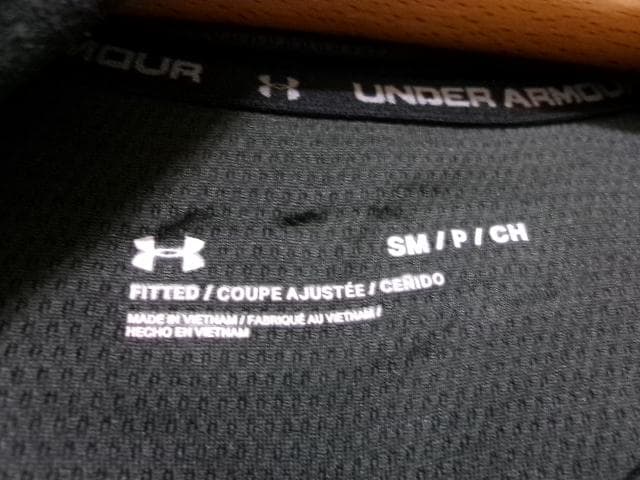 MOUR UNDER ARMOU
SM / P / CH
FITTED / COUPE AJUSTÉE / CEÑIDO
MADE IN VIETNAM / FABRIQUÉ AU VIETNAM /
HECHO EN VIETNAM